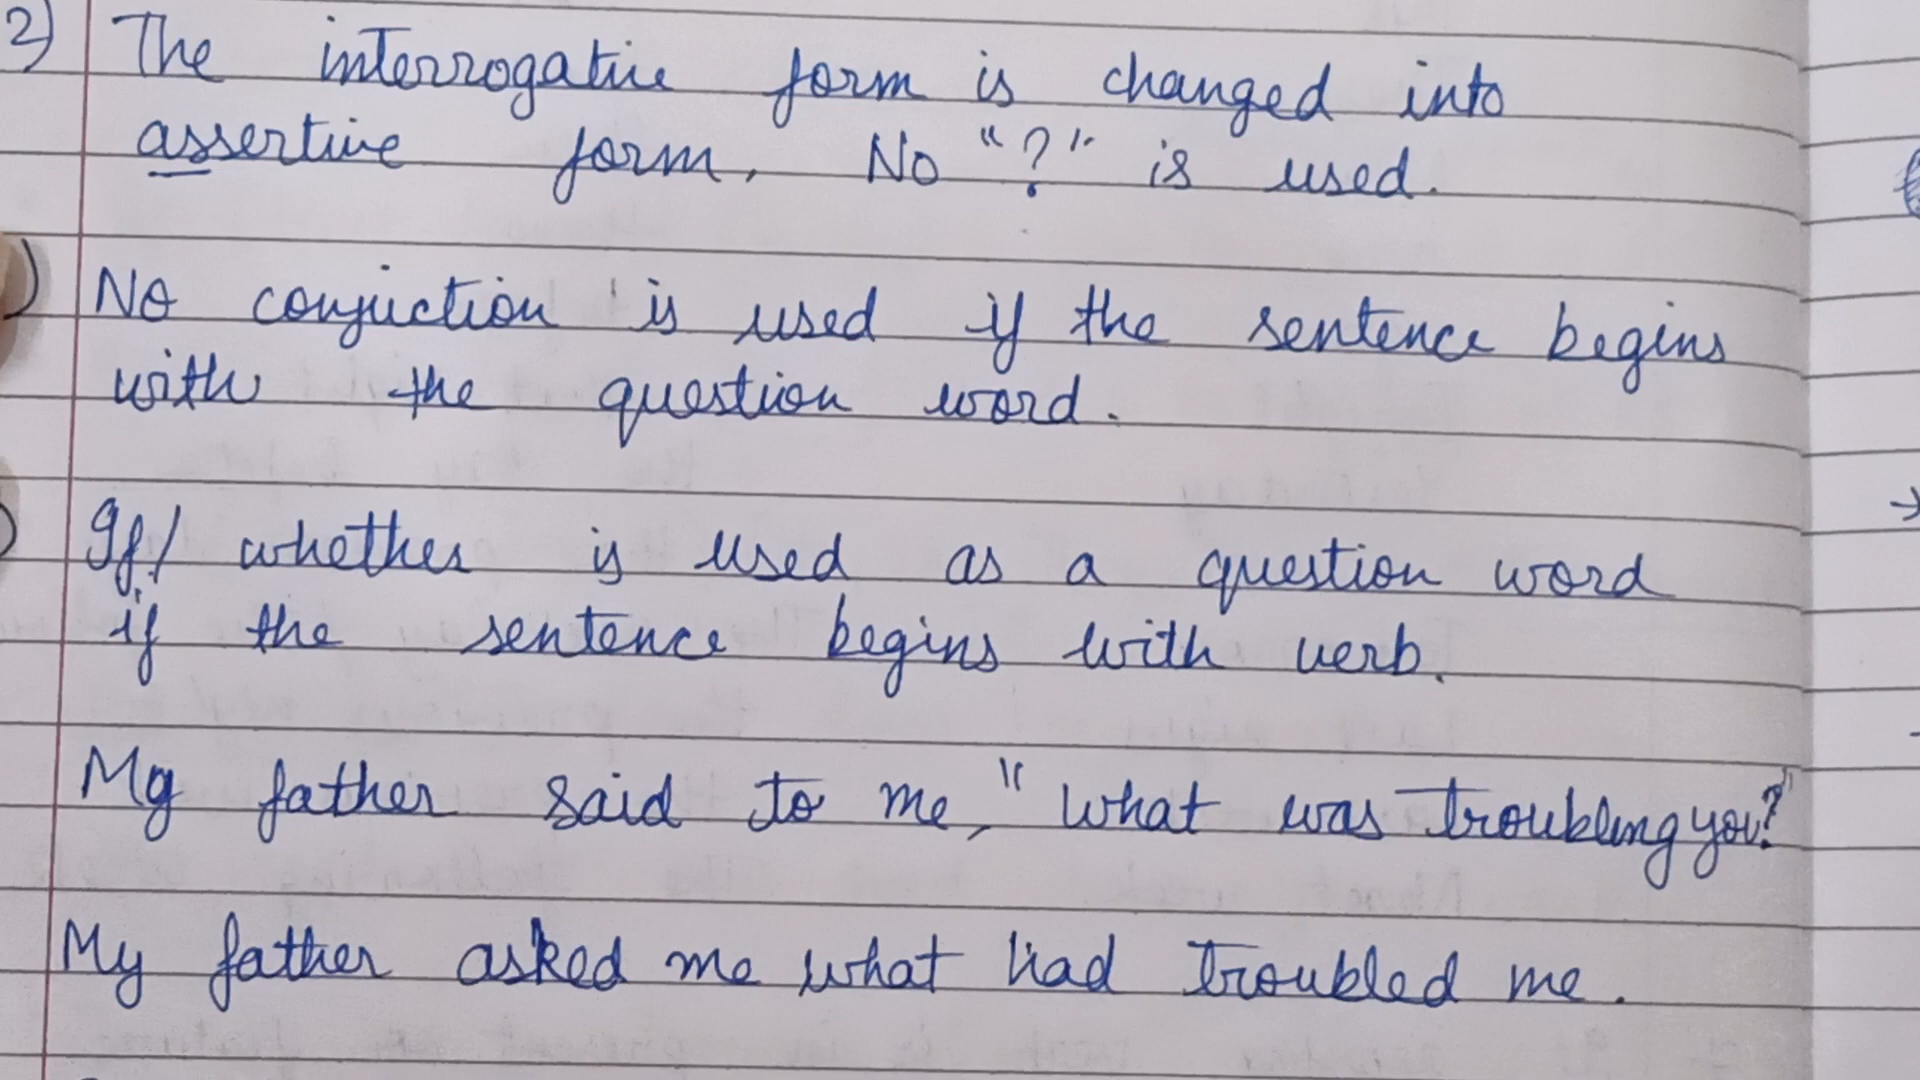 2) The interrogative form is changed into
assertive form. No "?" is used.
) No conjuction is used if the sentence begins
with the question word.
) If/ whether is used as a question word
if the sentence begins with verb.
My father said to me, "What was troubling you?"
My father asked me what had troubled me.